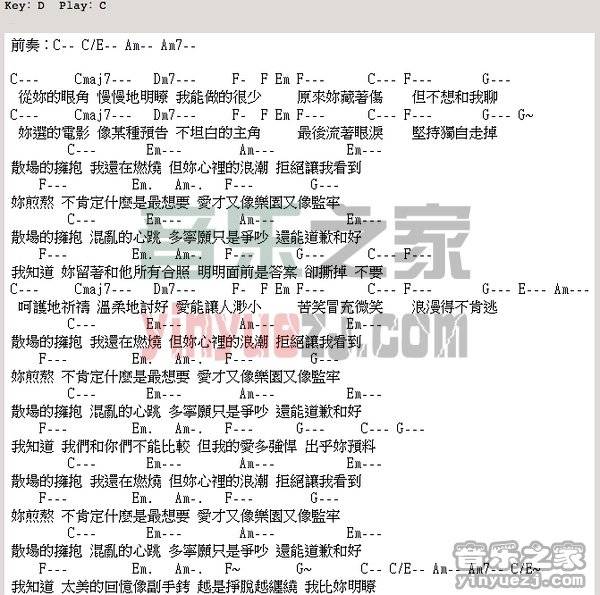 Key: D Play: C
前奏：C-- C/E-- Am-- Am7--
C--- Cmaj7--- Dm7--- F- F Em F--- C--- F--- G---
從妳的眼角 慢慢地明瞭 我能做的很少 原來妳藏著傷 但不想和我聊
C--- Cmaj7--- Dm7--- F- F Em F--- C--- F--- G--- G~
妳選的電影 像某種預告 不坦白的主角 最後流著眼淚 堅持獨自走掉
C--- Em--- Am--- Em---
散場的擁抱 我還在燃燒 但妳心裡的浪潮 拒絕讓我看到
F--- Em. Am-. F--- G---
妳煎熬 不肯定什麼是最想要 愛才又像樂園又像監牢
C--- Em--- Am--- Em---
散場的擁抱 混亂的心跳 多寧願只是爭吵 還能道歉和好
F--- Em. Am-. F--- G--- C--- F---
我知道 妳留著和他所有合照 明明面前是答案 卻撕掉 不要
C--- Cmaj7--- Dm7--- F- F Em F--- C--- F--- G--- E--- Am---
呵護地祈禱 溫柔地討好 愛能讓人渺小 苦笑冒充微笑 浪漫得不肯逃
C--- Em--- Am--- Em---
散場的擁抱 我還在燃燒 但妳心裡的浪潮 拒絕讓我看到
F--- Em. Am-. F--- G---
妳煎熬 不肯定什麼是最想要 愛才又像樂園又像監牢
C--- Em--- Am--- Em---
散場的擁抱 混亂的心跳 多寧願只是爭吵 還能道歉和好
F--- Em. Am-. F--- G--- C--- G---
我知道 我們和你們不能比較 但我的愛多強悍 出乎妳預料
C--- Em--- Am--- Em---
散場的擁抱 我還在燃燒 但妳心裡的浪潮 拒絕讓我看到
F--- Em. Am-. F--- G---
妳煎熬 不肯定什麼是最想要 愛才又像樂園又像監牢
C--- Em--- Am--- Em---
散場的擁抱 混亂的心跳 多寧願只是爭吵 還能道歉和好
F--- Em. Am-. F~ G~ C-- C/E-- Am-- Am7-- C/E~
我知道 太美的回憶像副手銬 越是掙脫越纏繞 我比妳明瞭
音乐之家
yinyuezj.com
音乐之家
yinyuezj.com